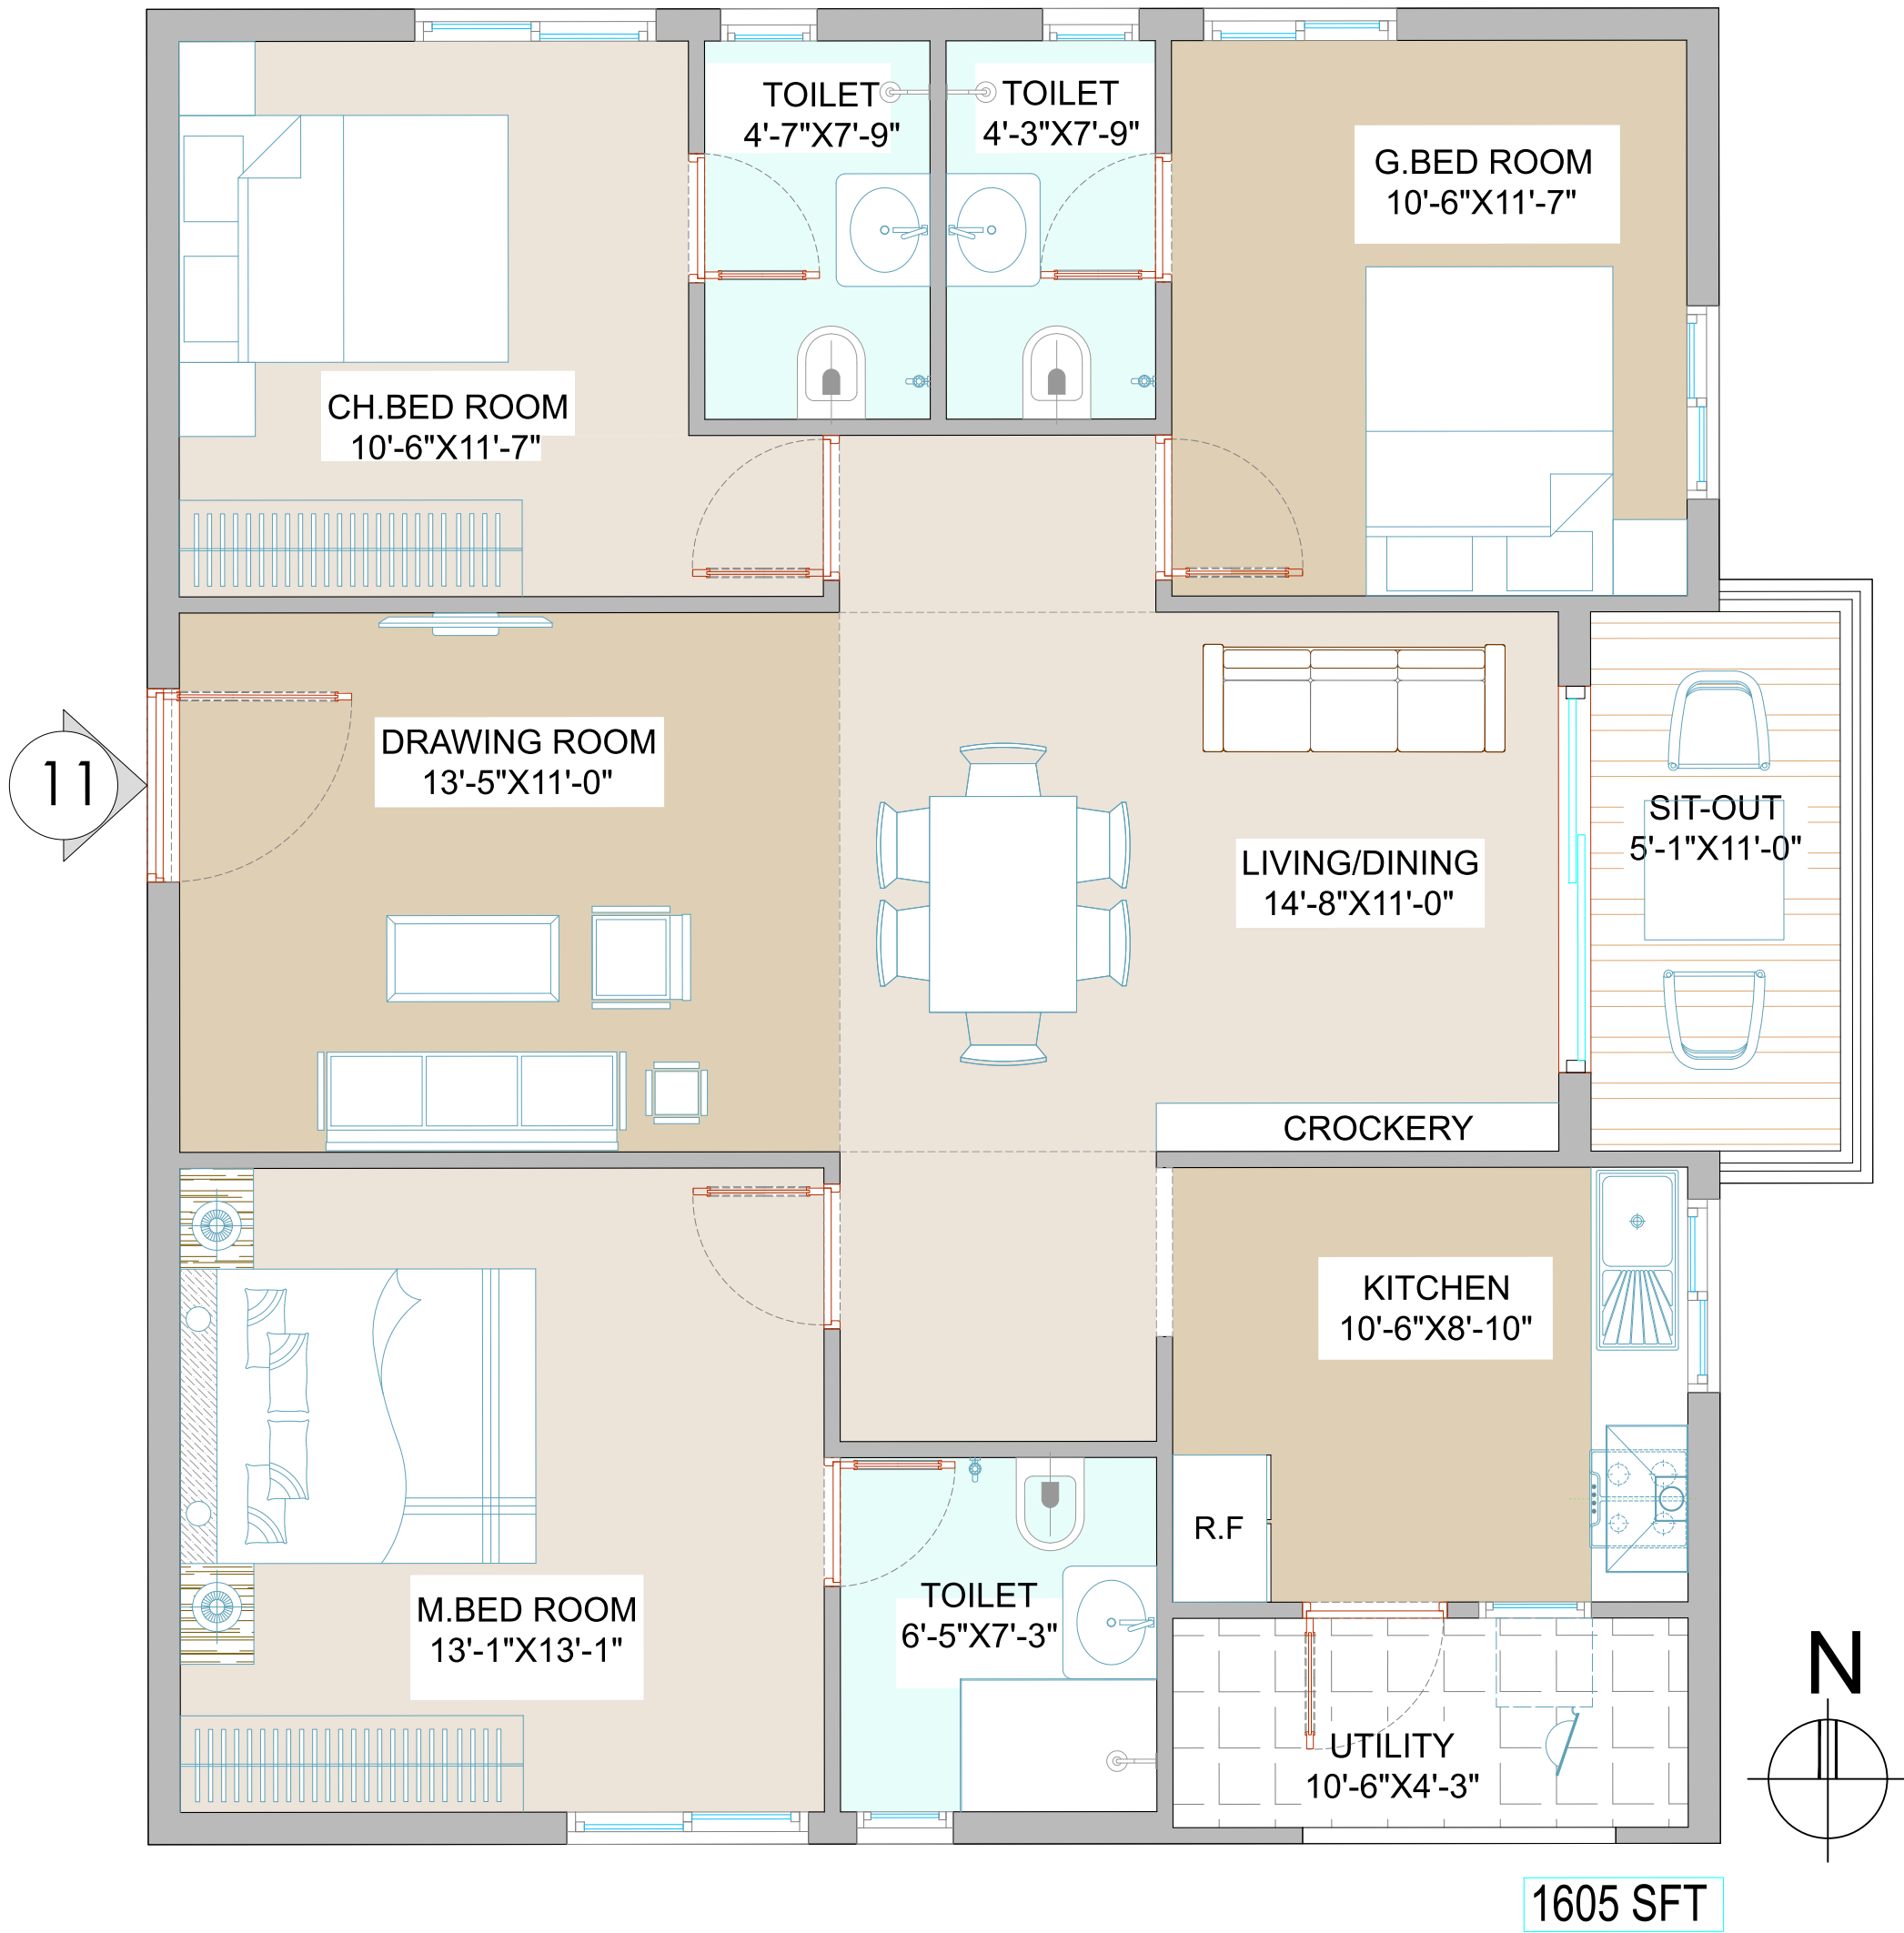 TOILET
4'-7"X7'-9"
TOILET
4'-3"X7'-9"
G.BED ROOM
10'-6"X11'-7"
CH.BED ROOM
10'-6"X11'-7"
DRAWING ROOM
13'-5"X11'-0"
11
SIT-OUT
5'-1"X11'-0"
LIVING/DINING
14'-8"X11'-0"
CROCKERY
KITCHEN
10'-6"X8'-10"
R.F
M.BED ROOM
13'-1"X13'-1"
TOILET
6'-5"X7'-3"
UTILITY
10'-6"X4'-3"
N
1605 SFT